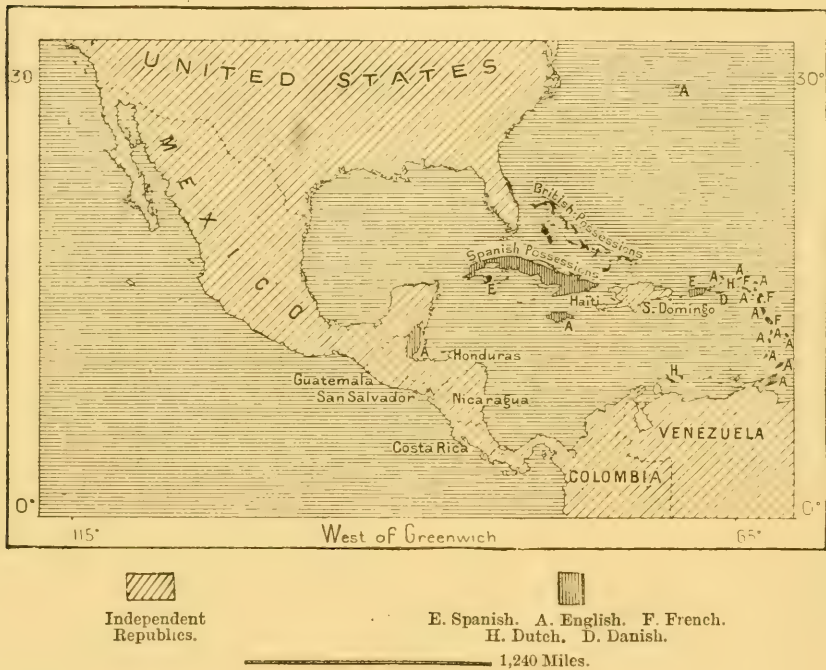 30
30°
UNITED STATES
A
MEXICO
British Possessions
Spanish Possessions
E
Haiti
S. Domingo
E
A
A
H
F
A
D
A
A
F
A
F
A
A
A
A
A
A
A
Honduras
H
Guatemala
San Salvador
Nicaragua
VENEZUELA
Costa Rica
COLOMBIA
0°
0°
115°
West of Greenwich
65°
Independent
Republics.
E. Spanish. A. English. F. French.
H. Dutch. D. Danish.
1,240 Miles.